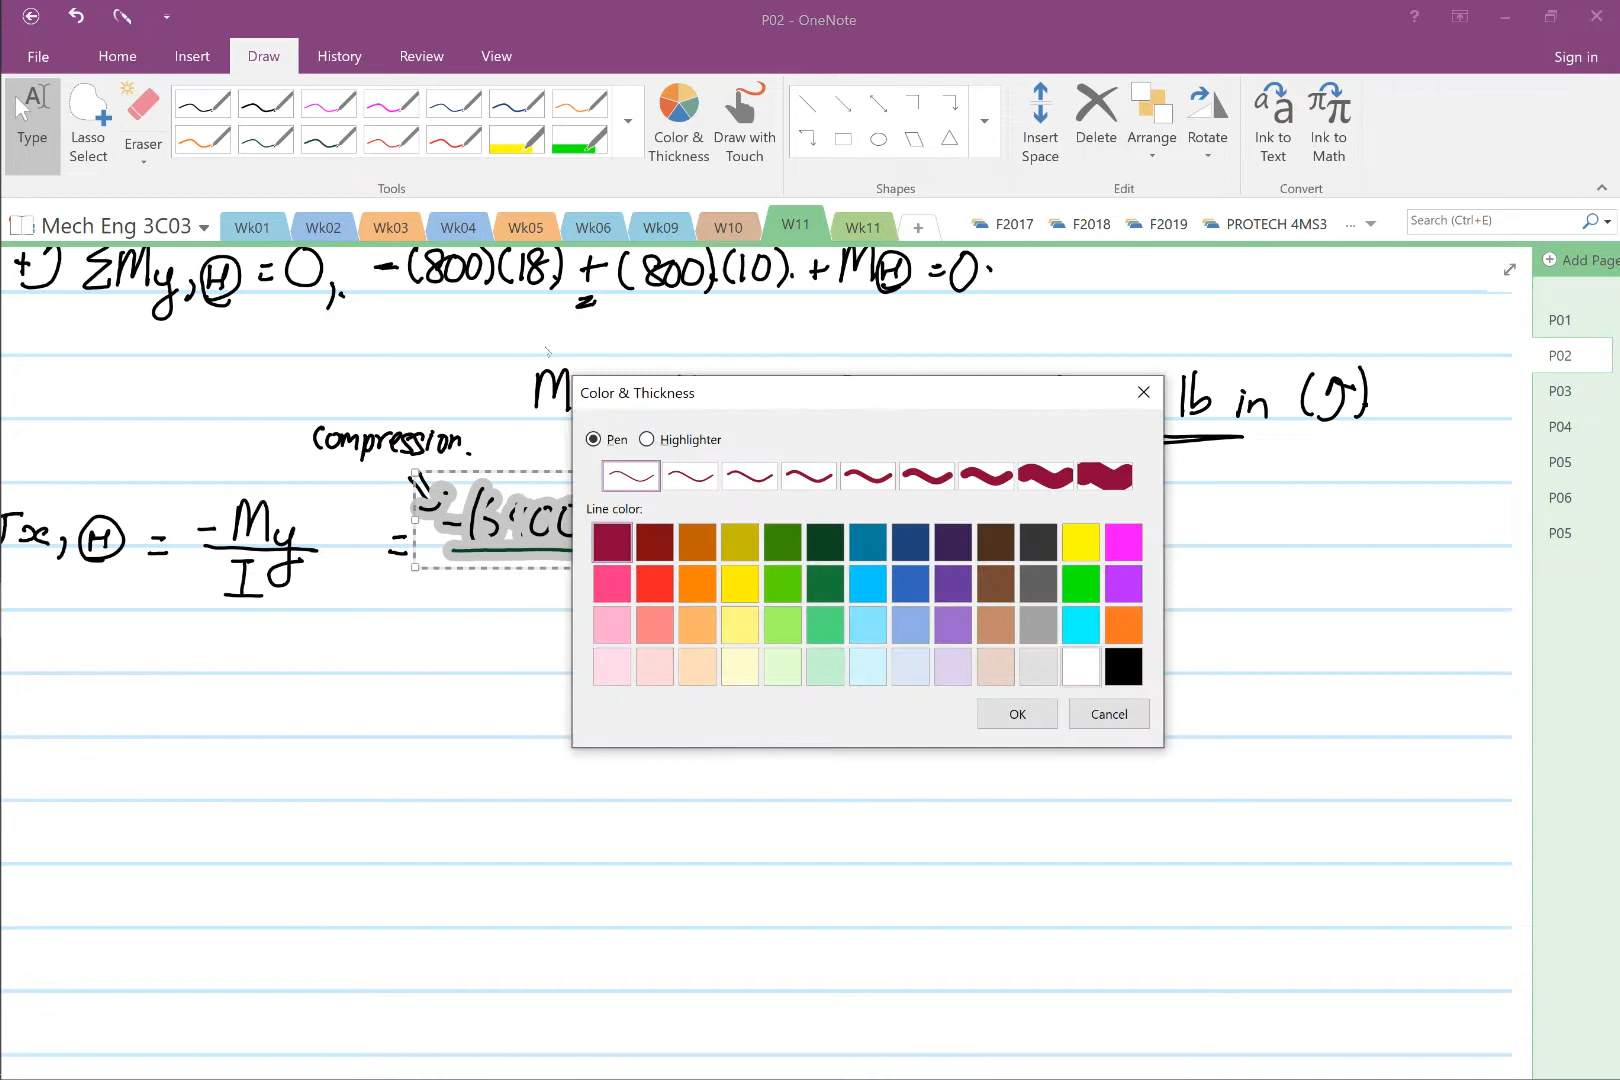 P02 - OneNote
?
File Home Insert Draw History Review View Sign in
Type Lasso Select Eraser Color & Thickness Draw with Touch Insert Space Delete Arrange Rotate Ink to Text Ink to Math
Tools Shapes Edit Convert
Mech Eng 3C03 Wk01 Wk02 Wk03 Wk04 Wk05 Wk06 Wk09 W10 W11 Wk11 + F2017 F2018 F2019 PROTECH 4MS3 ... Search (Ctrl+E)
Add Page
P01
P02
P03
P04
P05
P06
P05
+) ΣMy, H = 0, -(800)(18) + (800)(10) + M H = 0.
M lb in
compression.
x, H = -My / I =
Color & Thickness
Pen Highlighter
Line color:
OK Cancel